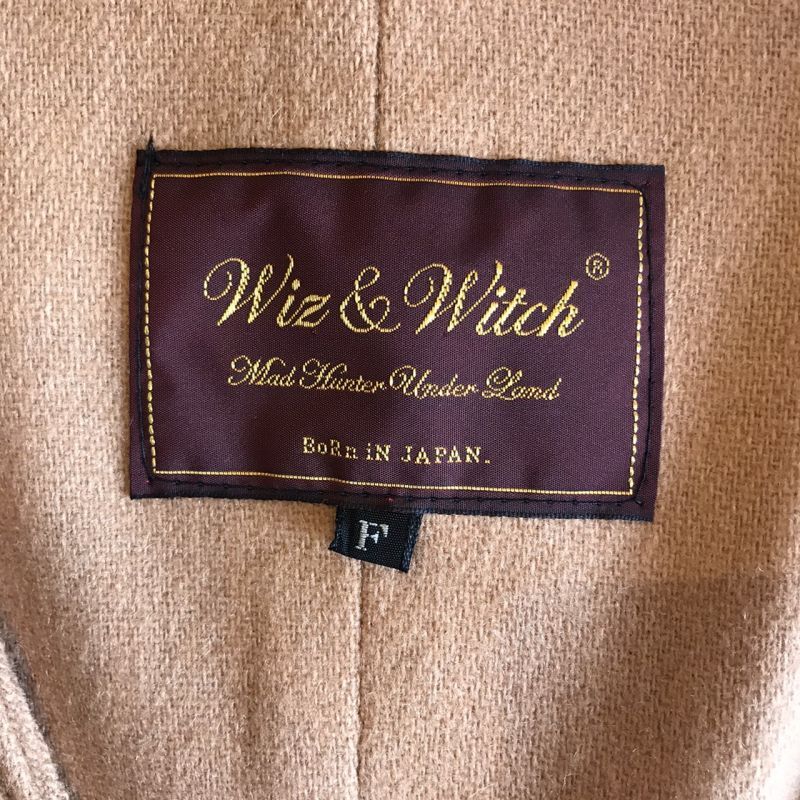 Wiz & Witch®
Mad Hunter Under Land
BoRn iN JAPAN.
F